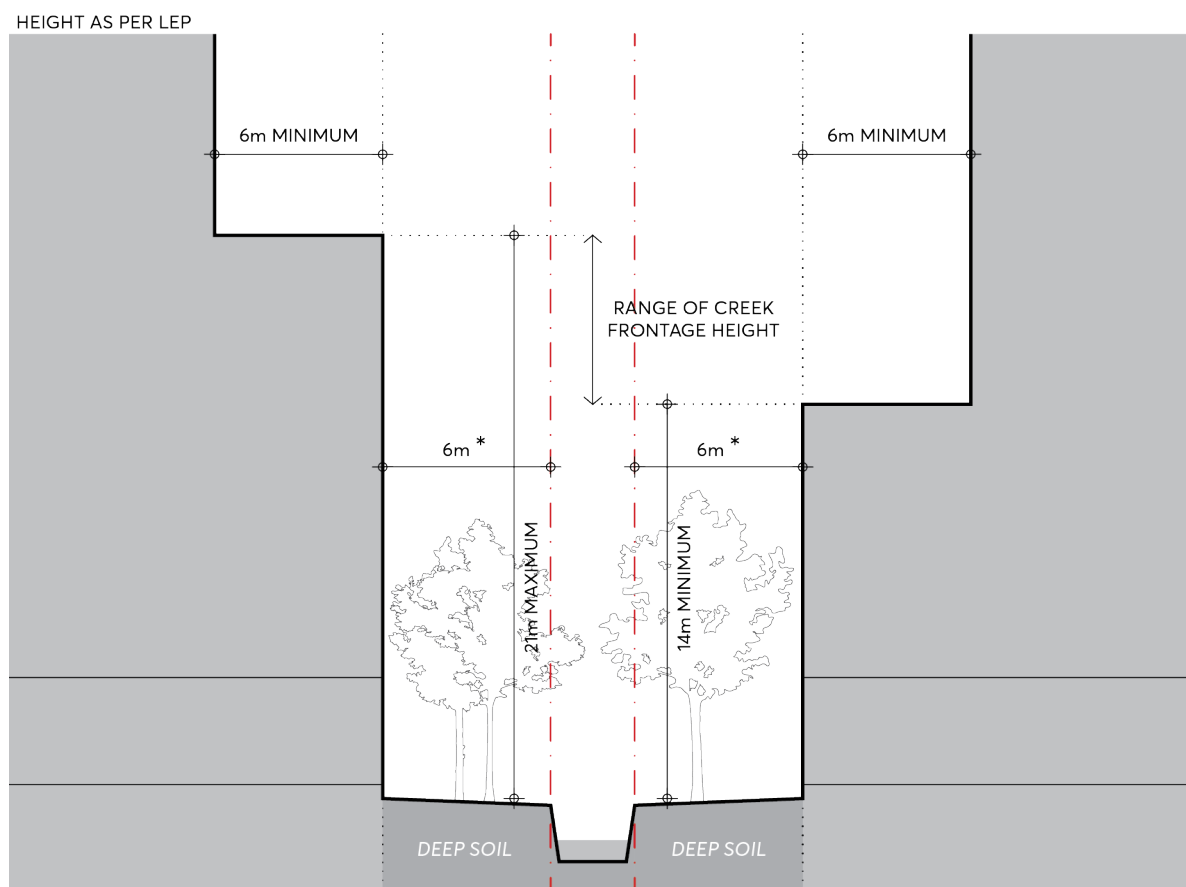 HEIGHT AS PER LEP
6m MINIMUM
6m MINIMUM
RANGE OF CREEK
FRONTAGE HEIGHT
6m *
6m *
21m MAXIMUM
14m MINIMUM
DEEP SOIL
DEEP SOIL